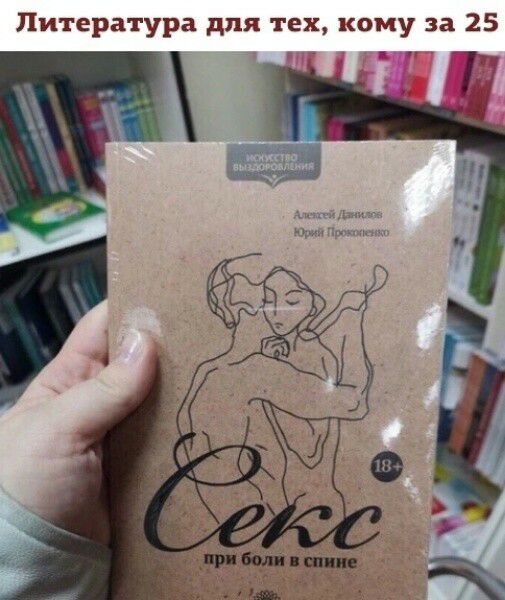 Литература для тех, кому за 25
ИСКУССТВО
ВЫЗДОРОВЛЕНИЯ
Алексей Данилов
Юрий Прокопенко
18+
Секс
при боли в спине